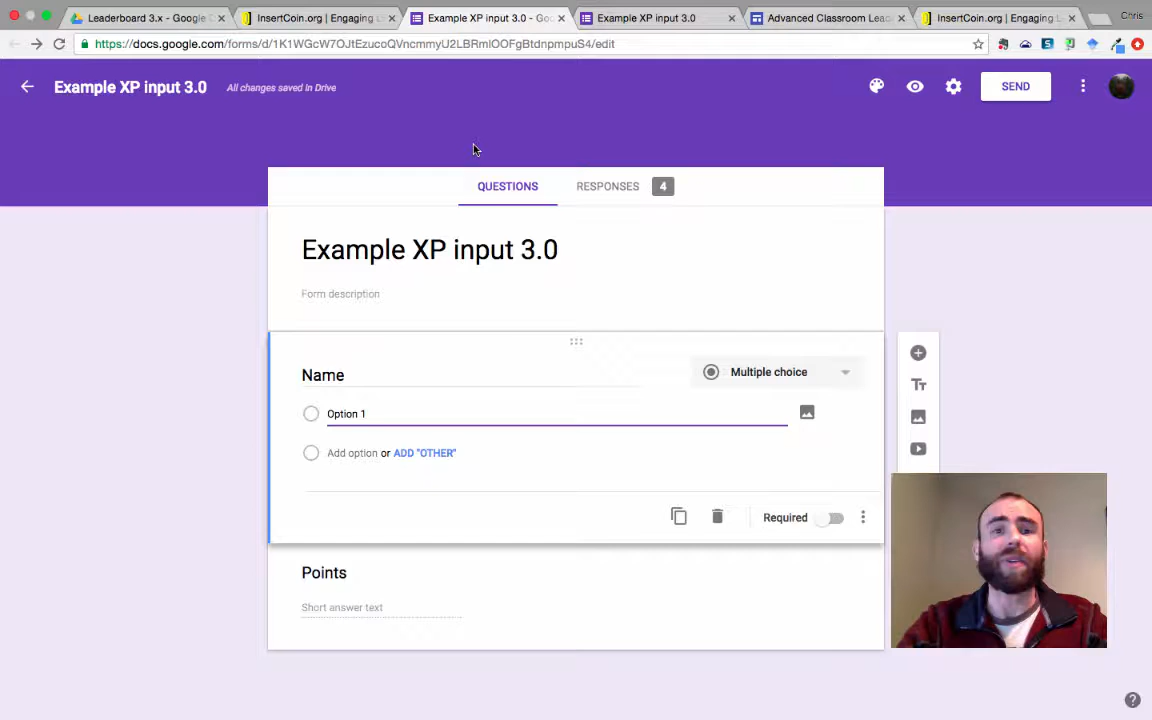 Leaderboard 3.x - Google
InsertCoin.org | Engaging L
Example XP input 3.0 - Goo
Example XP input 3.0
Advanced Classroom Lead
InsertCoin.org | Engaging L
Chris
https://docs.google.com/forms/d/1K1WGcW7OJtEzucoQVncmmyU2LBRmlOOFgBtdnpmpuS4/edit
Example XP input 3.0
All changes saved in Drive
SEND
QUESTIONS
RESPONSES
4
Example XP input 3.0
Form description
Name
Multiple choice
Option 1
Add option or ADD "OTHER"
Required
Points
Short answer text